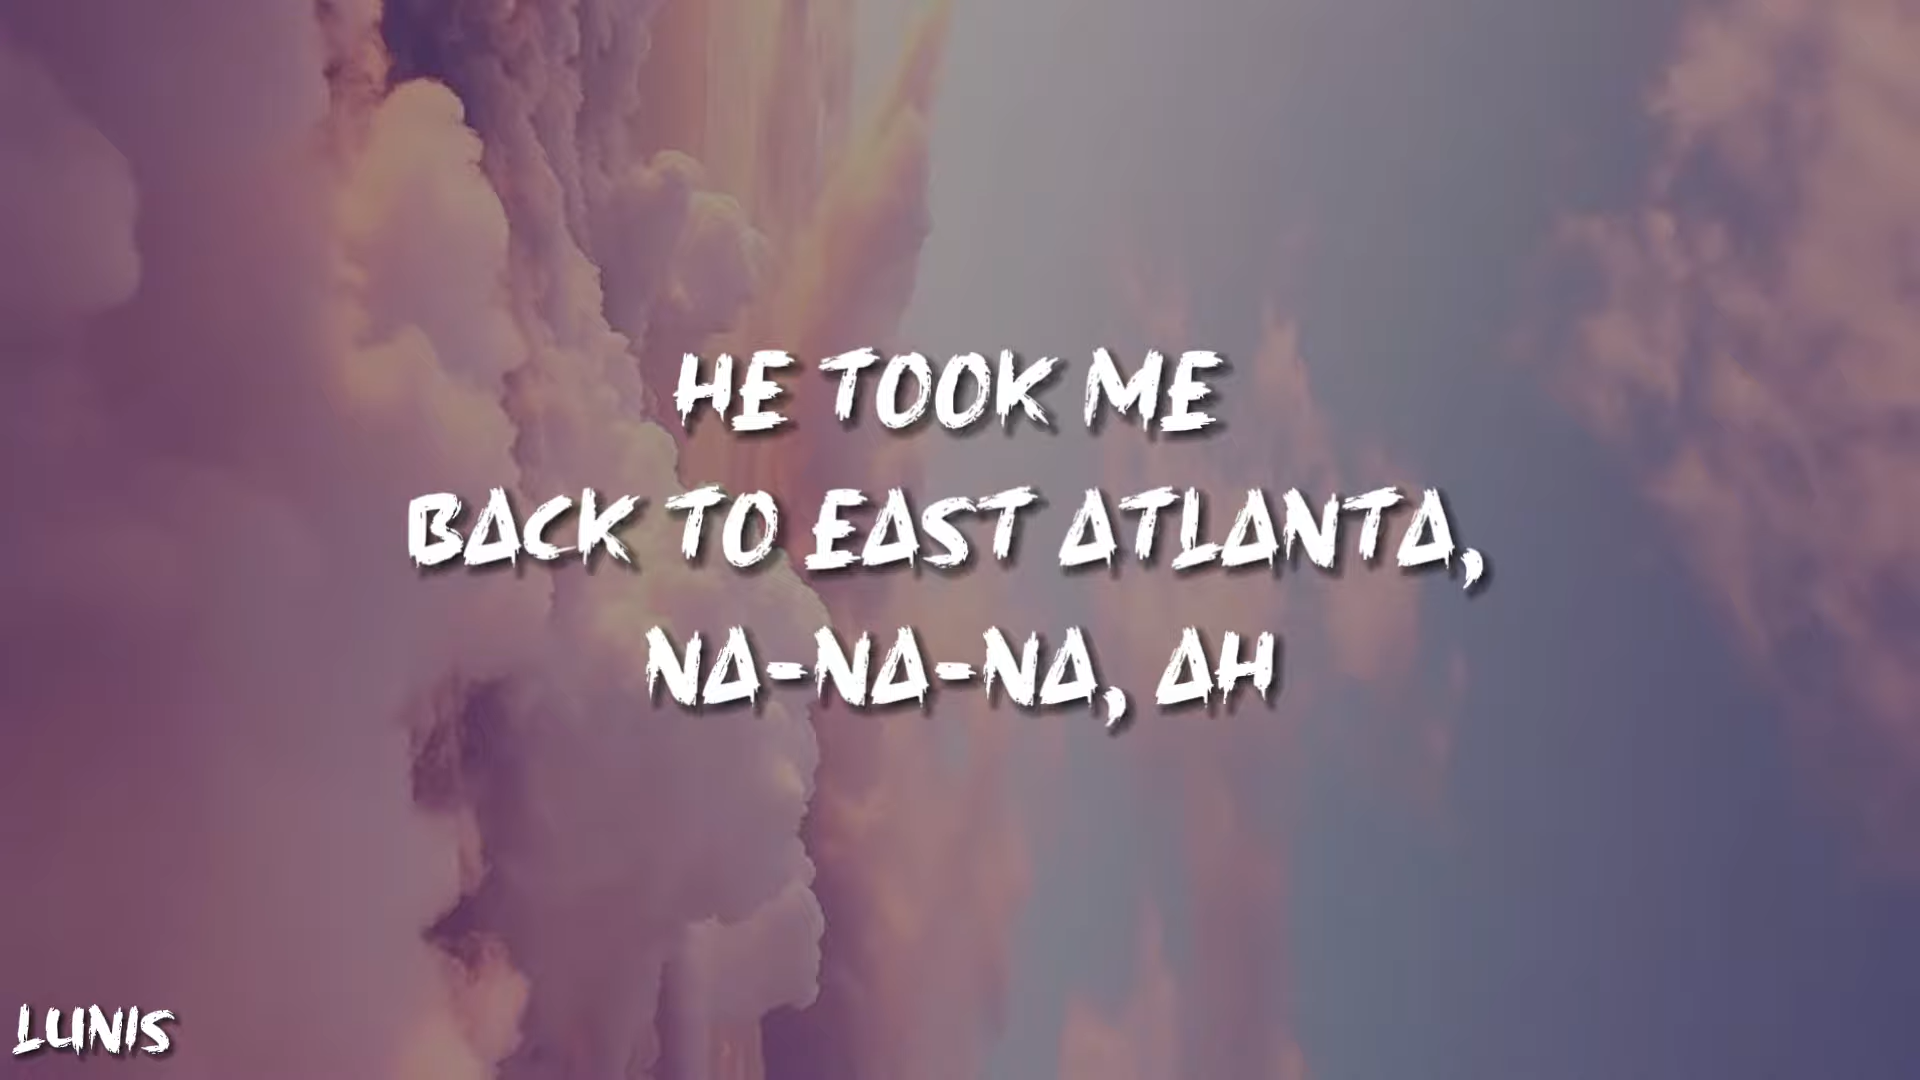 HE TOOK ME
BACK TO EAST ATLANTA,
NA-NA-NA, AH
LUNIS